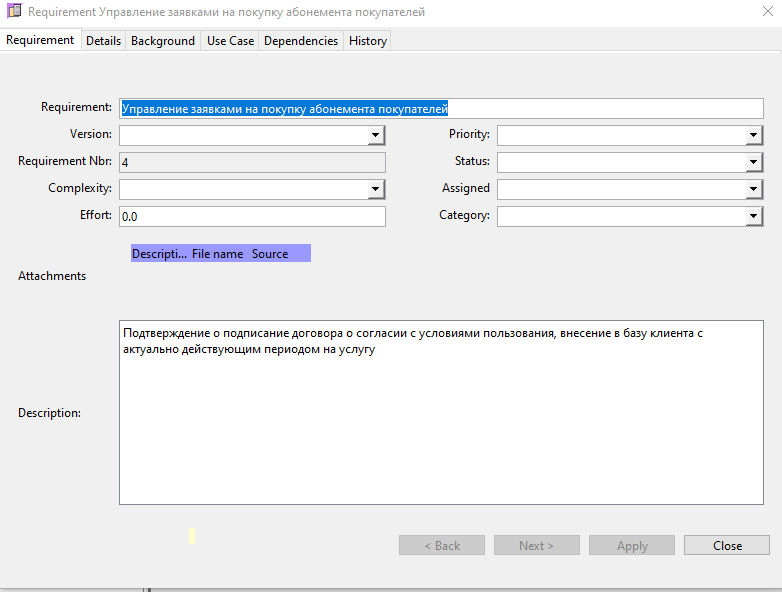 Requirement Управление заявками на покупку абонемента покупателей
Requirement Details Background Use Case Dependencies History
Requirement: Управление заявками на покупку абонемента покупателей
Version: Priority:
Requirement Nbr: 4 Status:
Complexity: Assigned
Effort: 0.0 Category:
Descripti... File name Source
Attachments
Подтверждение о подписание договора о согласии с условиями пользования, внесение в базу клиента с
актуально действующим периодом на услугу
Description:
< Back Next > Apply Close